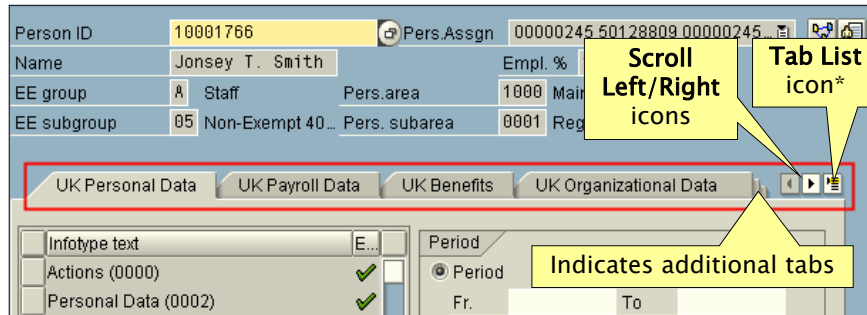 Person ID 10001766 Pers.Assgn 00000245 50128809 00000245...
Name Jonsey T. Smith Empl. %
EE group A Staff Pers.area 1000 Mai
EE subgroup 05 Non-Exempt 40... Pers. subarea 0001 Reg
Scroll
Left/Right
icons
Tab List
icon*
UK Personal Data UK Payroll Data UK Benefits UK Organizational Data
Indicates additional tabs
Infotype text E...
Actions (0000)
Personal Data (0002)
Period
Period
Fr. To